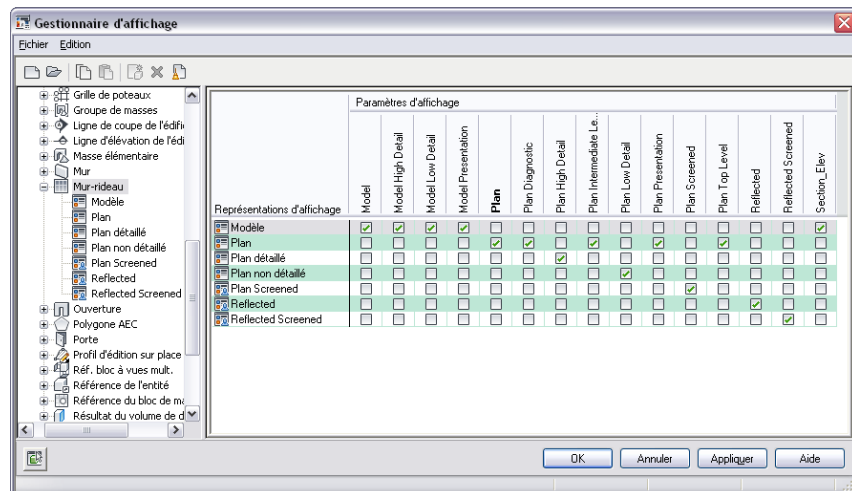 Gestionnaire d'affichage
Fichier Edition
Grille de poteaux
Groupe de masses
Ligne de coupe de l'édifi
Ligne d'élévation de l'édi
Masse élémentaire
Mur
Mur-rideau
Modèle
Plan
Plan détaillé
Plan non détaillé
Plan Screened
Reflected
Reflected Screened
Ouverture
Polygone AEC
Porte
Profil d'édition sur place
Réf. bloc à vues mult.
Référence de l'entité
Référence du bloc de ma
Résultat du volume de d
Paramètres d'affichage
Représentations d'affichage
Model
Model High Detail
Model Low Detail
Model Presentation
Plan
Plan Diagnostic
Plan High Detail
Plan Intermediate Le...
Plan Low Detail
Plan Presentation
Plan Screened
Plan Top Level
Reflected
Reflected Screened
Section_Elev
Modèle
Plan
Plan détaillé
Plan non détaillé
Plan Screened
Reflected
Reflected Screened
OK Annuler Appliquer Aide